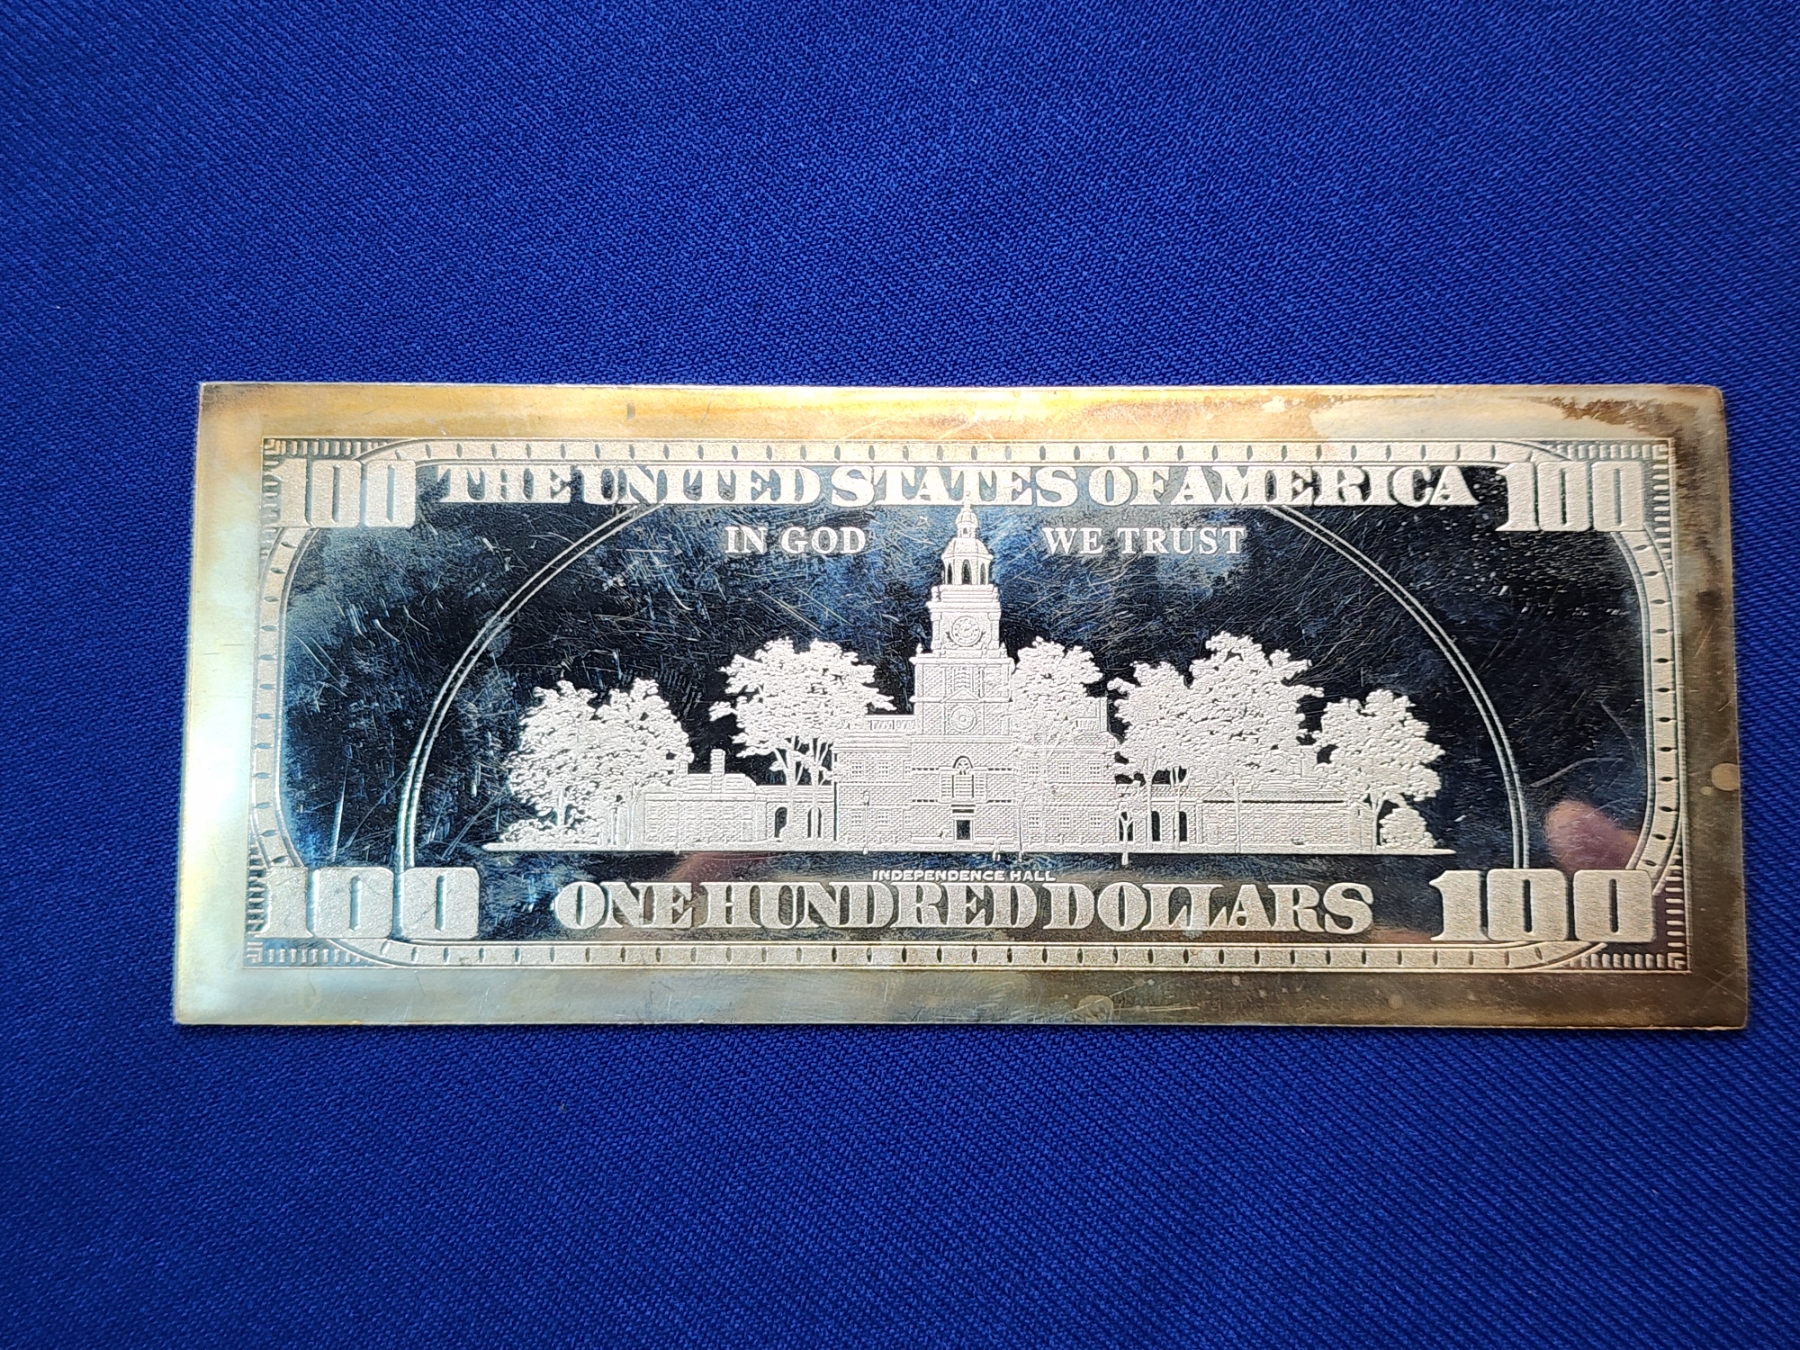 100 THE UNITED STATES OF AMERICA 100
IN GOD WE TRUST
INDEPENDENCE HALL
100 ONE HUNDRED DOLLARS 100